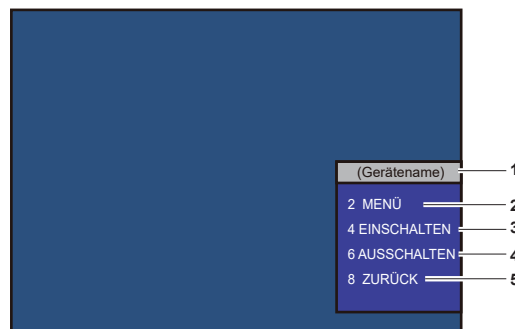 (Gerätename) 1
2 MENÜ 2
4 EINSCHALTEN 3
6 AUSSCHALTEN 4
8 ZURÜCK 5